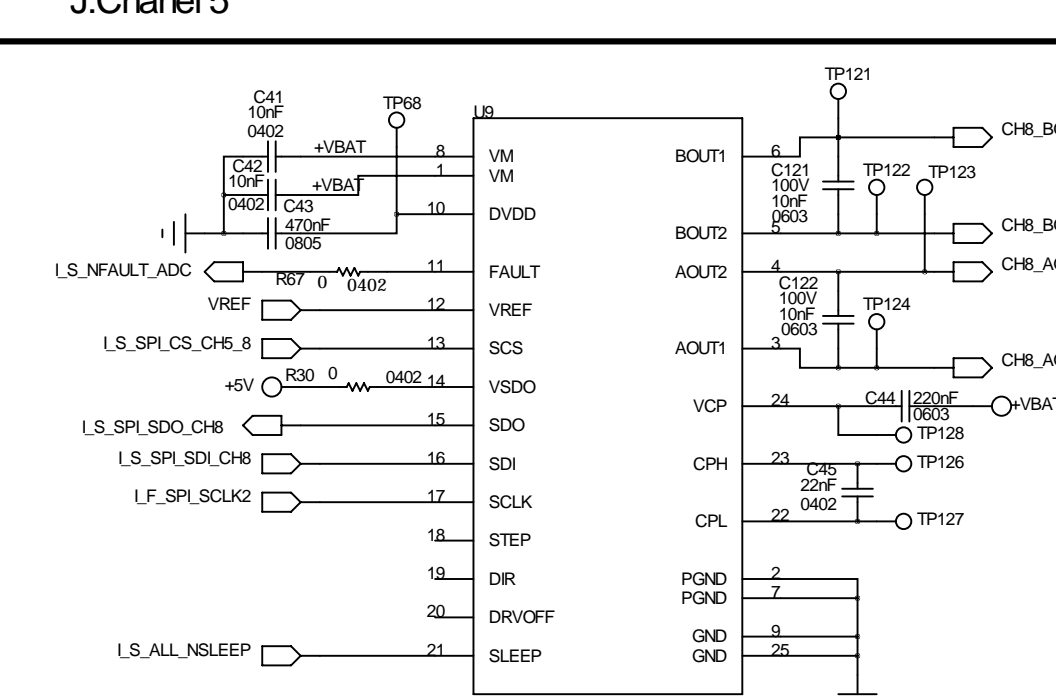 J.Chanel 5
TP121
C41
10nF
0402
TP68
U9
CH8_B
+VBAT
8
VM
BOUT1
6
C42
10nF
0402
+VBAT
1
VM
C121
100V
10nF
0603
TP122
TP123
C43
470nF
0805
10
DVDD
BOUT2
5
CH8_B
I_S_NFAULT_ADC
R67
0
0402
11
FAULT
AOUT2
4
CH8_A
VREF
12
VREF
C122
100V
10nF
0603
TP124
I_S_SPI_CS_CH5_8
13
SCS
AOUT1
3
CH8_A
+5V
R30
0
0402
14
VSDO
VCP
24
C44
220nF
0603
+VBAT
TP128
I_S_SPI_SDO_CH8
15
SDO
I_S_SPI_SDI_CH8
16
SDI
CPH
23
C45
22nF
0402
TP126
I_F_SPI_SCLK2
17
SCLK
CPL
22
TP127
18
STEP
19
DIR
PGND
2
PGND
7
20
DRVOFF
GND
9
I_S_ALL_NSLEEP
21
SLEEP
GND
25